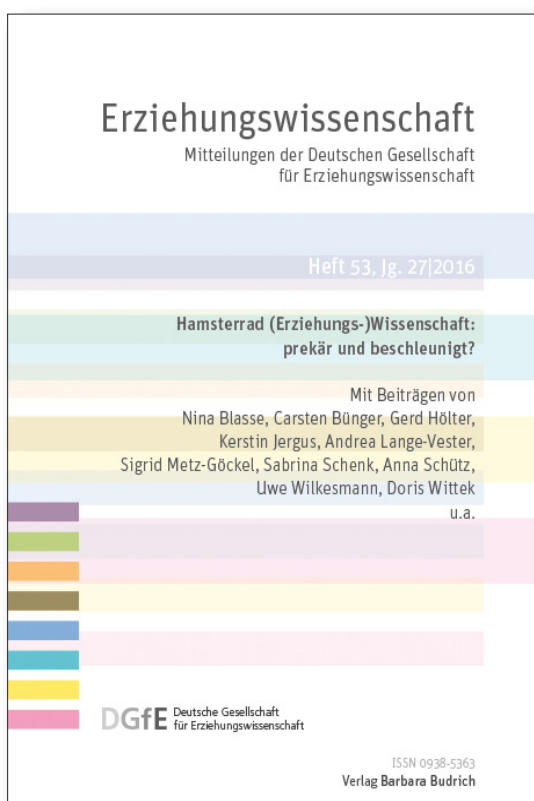 Erziehungswissenschaft
Mitteilungen der Deutschen Gesellschaft
für Erziehungswissenschaft
Heft 53, Jg. 27|2016
Hamsterrad (Erziehungs-)Wissenschaft:
prekär und beschleunigt?
Mit Beiträgen von
Nina Blasse, Carsten Bünger, Gerd Hölter,
Kerstin Jergus, Andrea Lange-Vester,
Sigrid Metz-Göckel, Sabrina Schenk, Anna Schütz,
Uwe Wilkesmann, Doris Wittek
u.a.
DGfE Deutsche Gesellschaft
für Erziehungswissenschaft
ISSN 0938-5363
Verlag Barbara Budrich